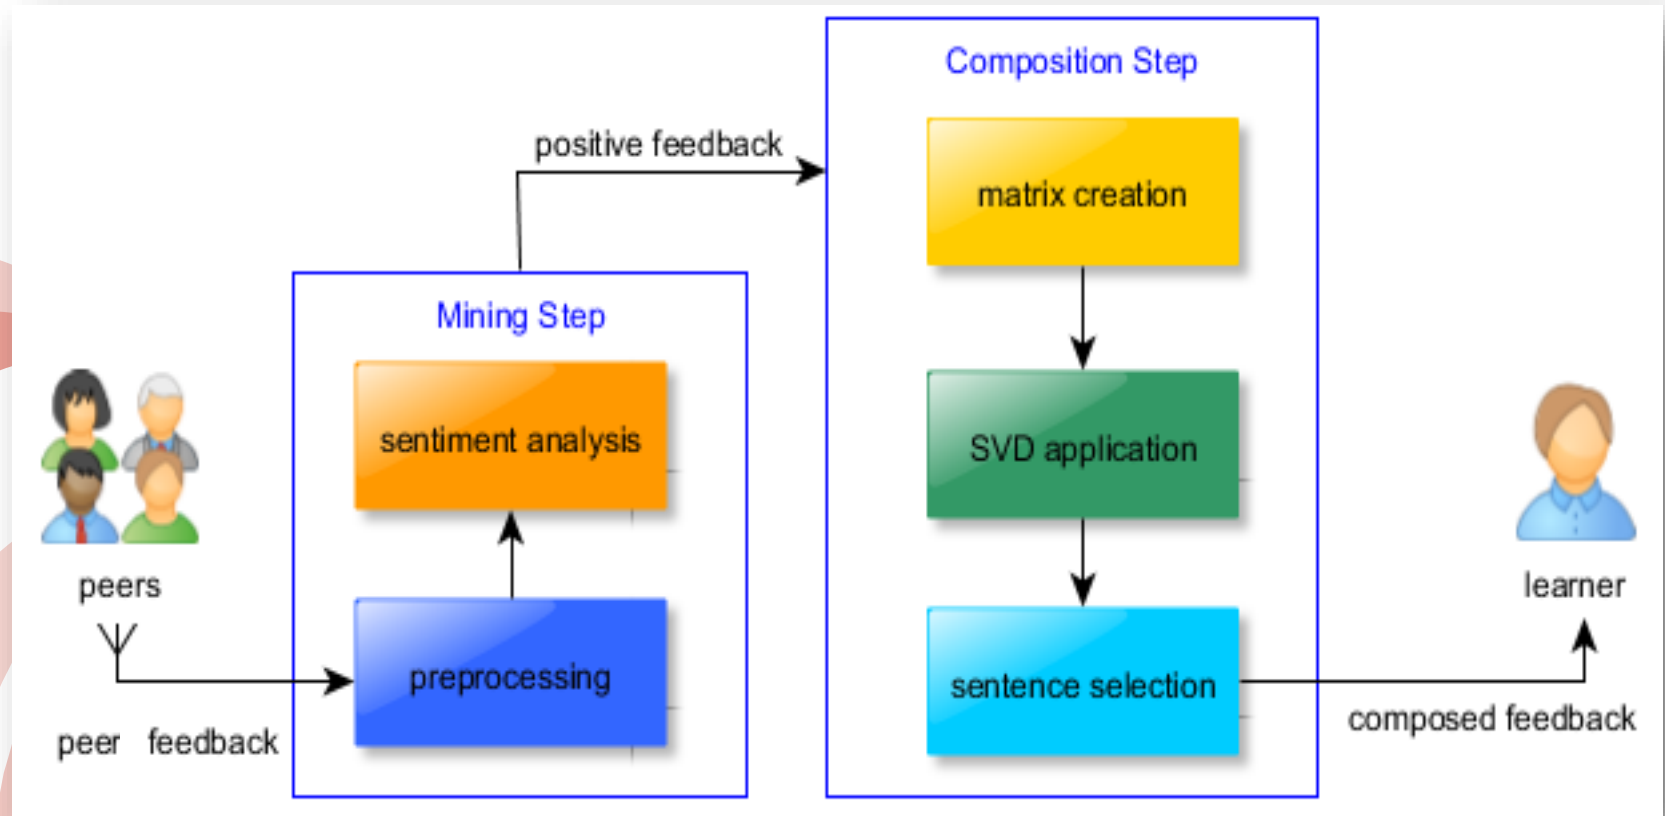 Composition Step
positive feedback
matrix creation
Mining Step
sentiment analysis
SVD application
peers
learner
preprocessing
sentence selection
peer feedback
composed feedback